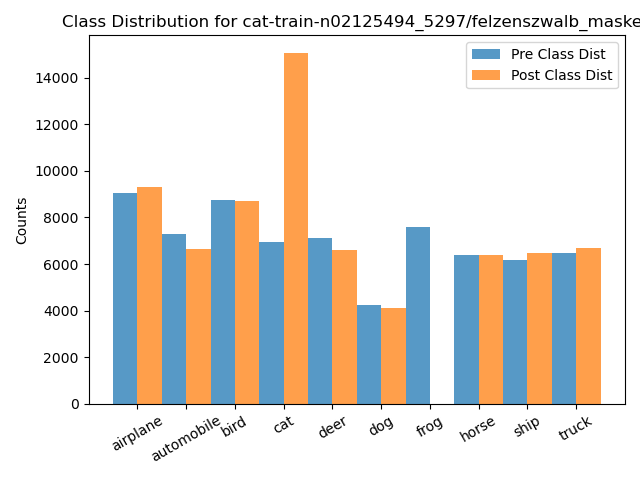 Class Distribution for cat-train-n02125494_5297/felzenszwalb_maske
Pre Class Dist
Post Class Dist
Counts
14000
12000
10000
8000
6000
4000
2000
0
airplane
automobile
bird
cat
deer
dog
frog
horse
ship
truck